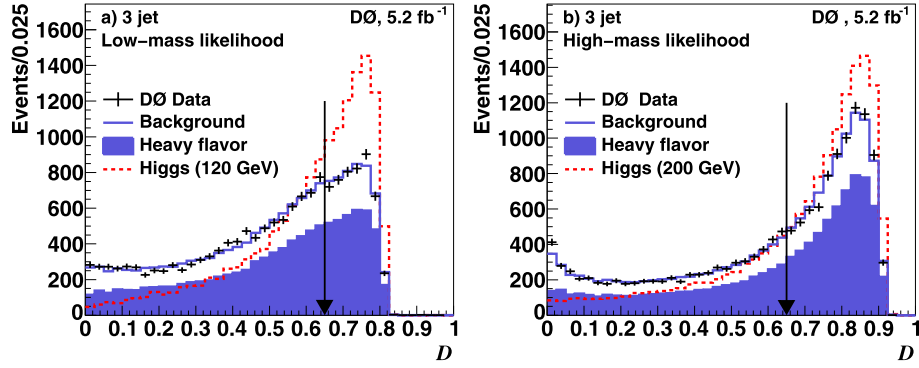 a) 3 jet DØ, 5.2 fb⁻¹
Low−mass likelihood
Events/0.025
1600
1400
1200
1000
800
600
400
200
0
DØ Data
Background
Heavy flavor
Higgs (120 GeV)
0 0.1 0.2 0.3 0.4 0.5 0.6 0.7 0.8 0.9 1
D
b) 3 jet DØ , 5.2 fb⁻¹
High−mass likelihood
Events/0.025
1600
1400
1200
1000
800
600
400
200
0
DØ Data
Background
Heavy flavor
Higgs (200 GeV)
0 0.1 0.2 0.3 0.4 0.5 0.6 0.7 0.8 0.9 1
D